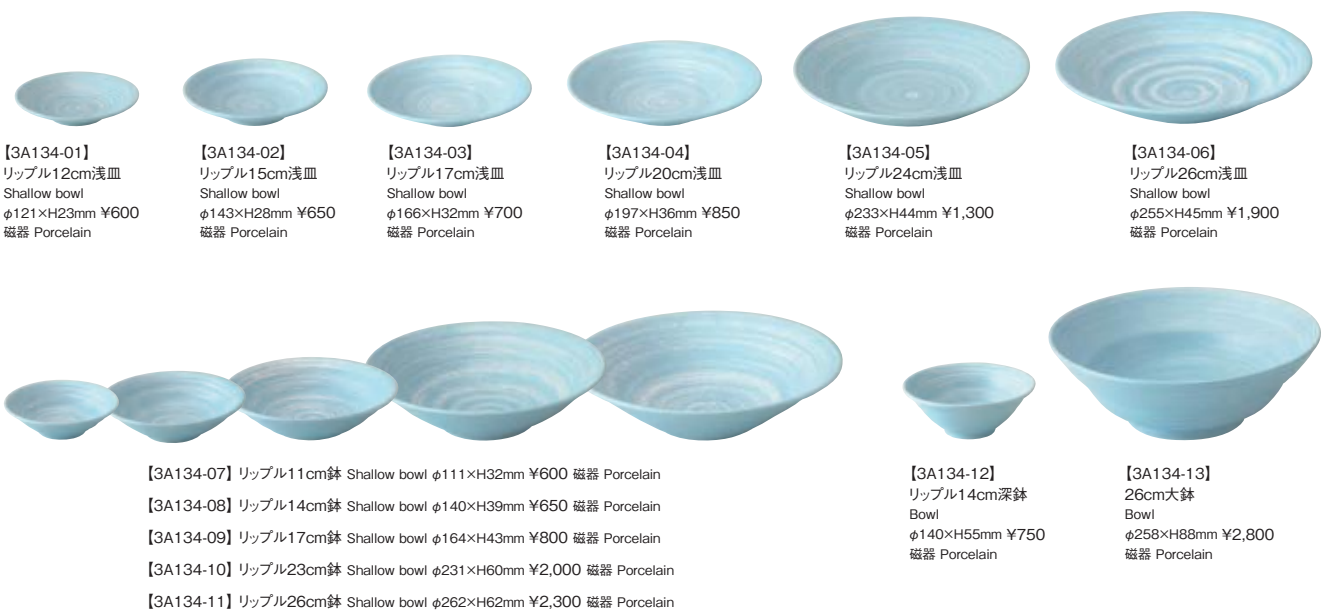 【3A134-01】
リップル12cm浅皿
Shallow bowl
φ121×H23mm ¥600
磁器 Porcelain
【3A134-02】
リップル15cm浅皿
Shallow bowl
φ143×H28mm ¥650
磁器 Porcelain
【3A134-03】
リップル17cm浅皿
Shallow bowl
φ166×H32mm ¥700
磁器 Porcelain
【3A134-04】
リップル20cm浅皿
Shallow bowl
φ197×H36mm ¥850
磁器 Porcelain
【3A134-05】
リップル24cm浅皿
Shallow bowl
φ233×H44mm ¥1,300
磁器 Porcelain
【3A134-06】
リップル26cm浅皿
Shallow bowl
φ255×H45mm ¥1,900
磁器 Porcelain
【3A134-07】リップル11cm鉢 Shallow bowl φ111×H32mm ¥600 磁器 Porcelain
【3A134-08】リップル14cm鉢 Shallow bowl φ140×H39mm ¥650 磁器 Porcelain
【3A134-09】リップル17cm鉢 Shallow bowl φ164×H43mm ¥800 磁器 Porcelain
【3A134-10】リップル23cm鉢 Shallow bowl φ231×H60mm ¥2,000 磁器 Porcelain
【3A134-11】リップル26cm鉢 Shallow bowl φ262×H62mm ¥2,300 磁器 Porcelain
【3A134-12】
リップル14cm深鉢
Bowl
φ140×H55mm ¥750
磁器 Porcelain
【3A134-13】
26cm大鉢
Bowl
φ258×H88mm ¥2,800
磁器 Porcelain